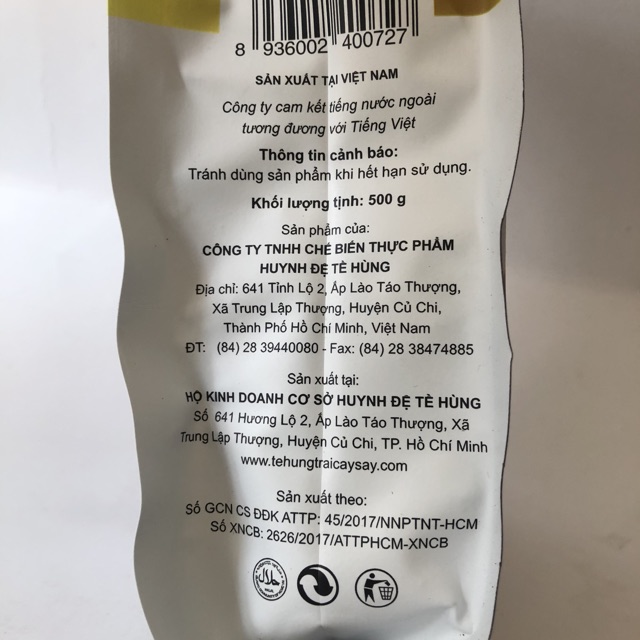 8 936002 400727
SẢN XUẤT TẠI VIỆT NAM
Công ty cam kết tiếng nước ngoài
tương đương với Tiếng Việt
Thông tin cảnh báo:
Tránh dùng sản phẩm khi hết hạn sử dụng.
Khối lượng tịnh: 500 g
Sản phẩm của:
CÔNG TY TNHH CHẾ BIẾN THỰC PHẨM
HUYNH ĐỆ TÈ HÙNG
Địa chỉ: 641 Tỉnh Lộ 2, Ấp Lào Táo Thượng,
Xã Trung Lập Thượng, Huyện Củ Chi,
Thành Phố Hồ Chí Minh, Việt Nam
ĐT: (84) 28 39440080 - Fax: (84) 28 38474885
Sản xuất tại:
HỘ KINH DOANH CƠ SỞ HUYNH ĐỆ TÈ HÙNG
Số 641 Hương Lộ 2, Ấp Lào Táo Thượng, Xã
Trung Lập Thượng, Huyện Củ Chi, TP. Hồ Chí Minh
www.tehungtraicaysay.com
Sản xuất theo:
Số GCN CS ĐĐK ATTP: 45/2017/NNPTNT-HCM
Số XNCB: 2626/2017/ATTPHCM-XNCB
حلال
HALAL